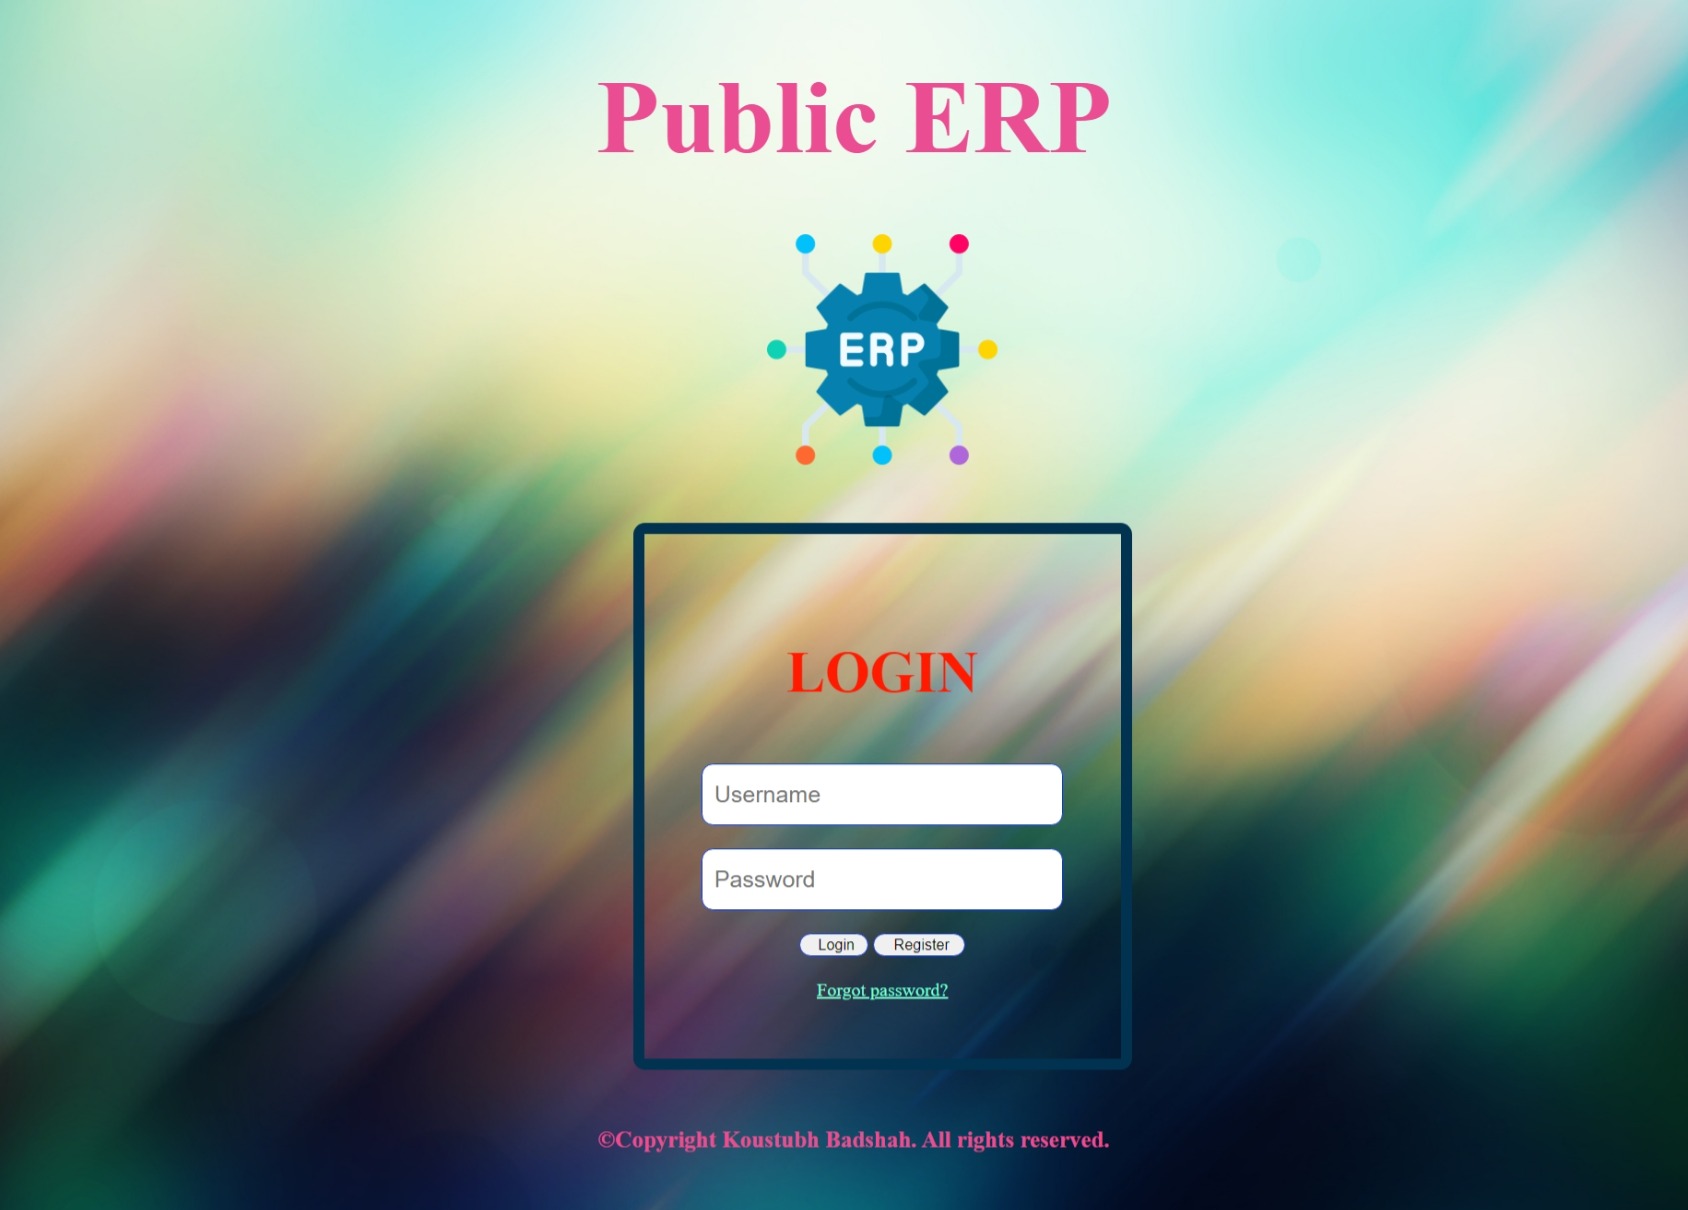 Public ERP
ERP
LOGIN
Username
Password
Login Register
Forgot password?
©Copyright Koustubh Badshah. All rights reserved.